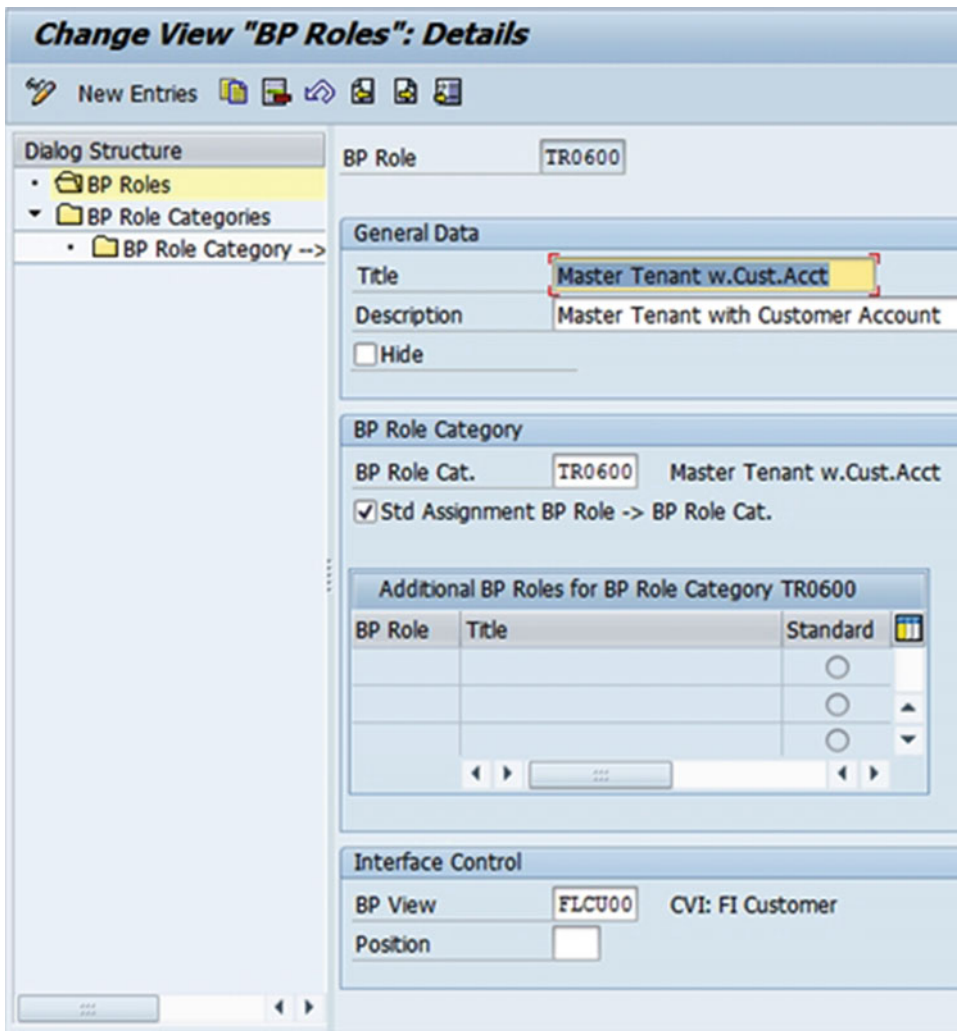 Change View "BP Roles": Details
New Entries
Dialog Structure
BP Roles
BP Role Categories
BP Role Category -->
BP Role TR0600
General Data
Title Master Tenant w.Cust.Acct
Description Master Tenant with Customer Account
Hide
BP Role Category
BP Role Cat. TR0600 Master Tenant w.Cust.Acct
Std Assignment BP Role -> BP Role Cat.
Additional BP Roles for BP Role Category TR0600
BP Role Title Standard
Interface Control
BP View FLCU00 CVI: FI Customer
Position